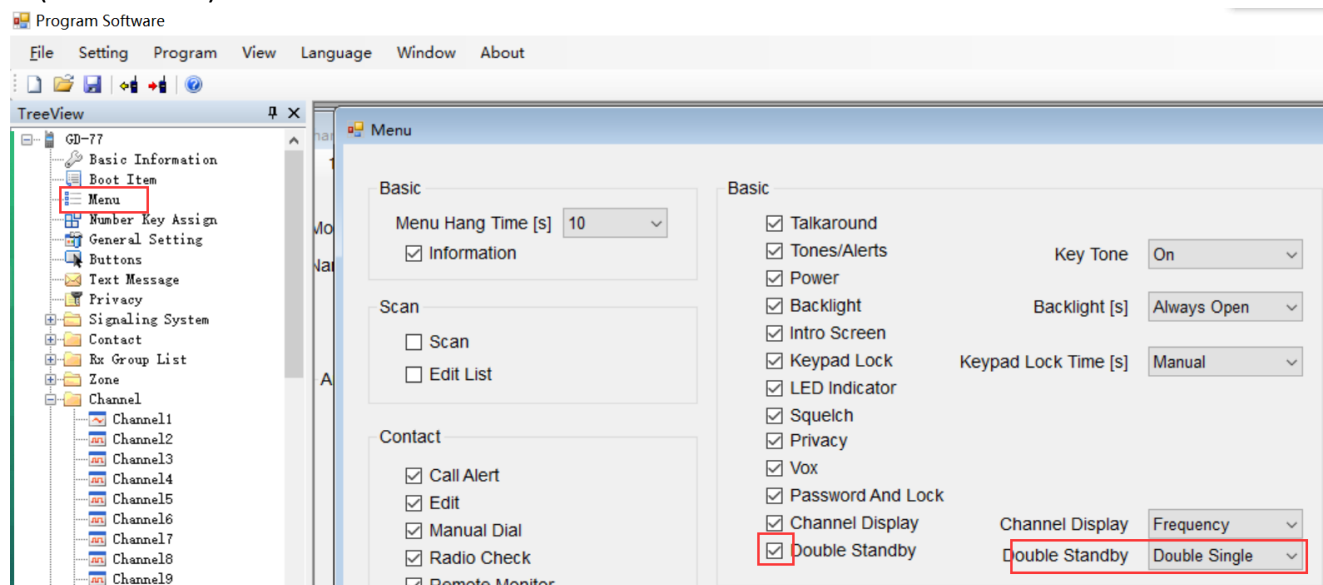 Program Software
File Setting Program View Language Window About
TreeView
GD-77
Basic Information
Boot Item
Menu
Number Key Assign
General Setting
Buttons
Text Message
Privacy
Signaling System
Contact
Rx Group List
Zone
Channel
Channel1
Channel2
Channel3
Channel4
Channel5
Channel6
Channel7
Channel8
Channel9
Menu
Basic
Menu Hang Time [s] 10
Information
Scan
Scan
Edit List
Contact
Call Alert
Edit
Manual Dial
Radio Check
Remote Monitor
Basic
Talkaround
Tones/Alerts Key Tone On
Power
Backlight Backlight [s] Always Open
Intro Screen
Keypad Lock Keypad Lock Time [s] Manual
LED Indicator
Squelch
Privacy
Vox
Password And Lock
Channel Display Channel Display Frequency
Double Standby Double Standby Double Single